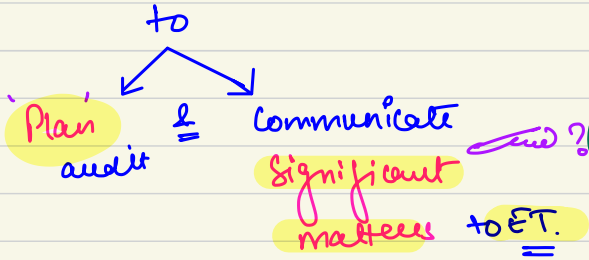 to
'Plan' & Communicate
audit Significant ?
matters to ET.